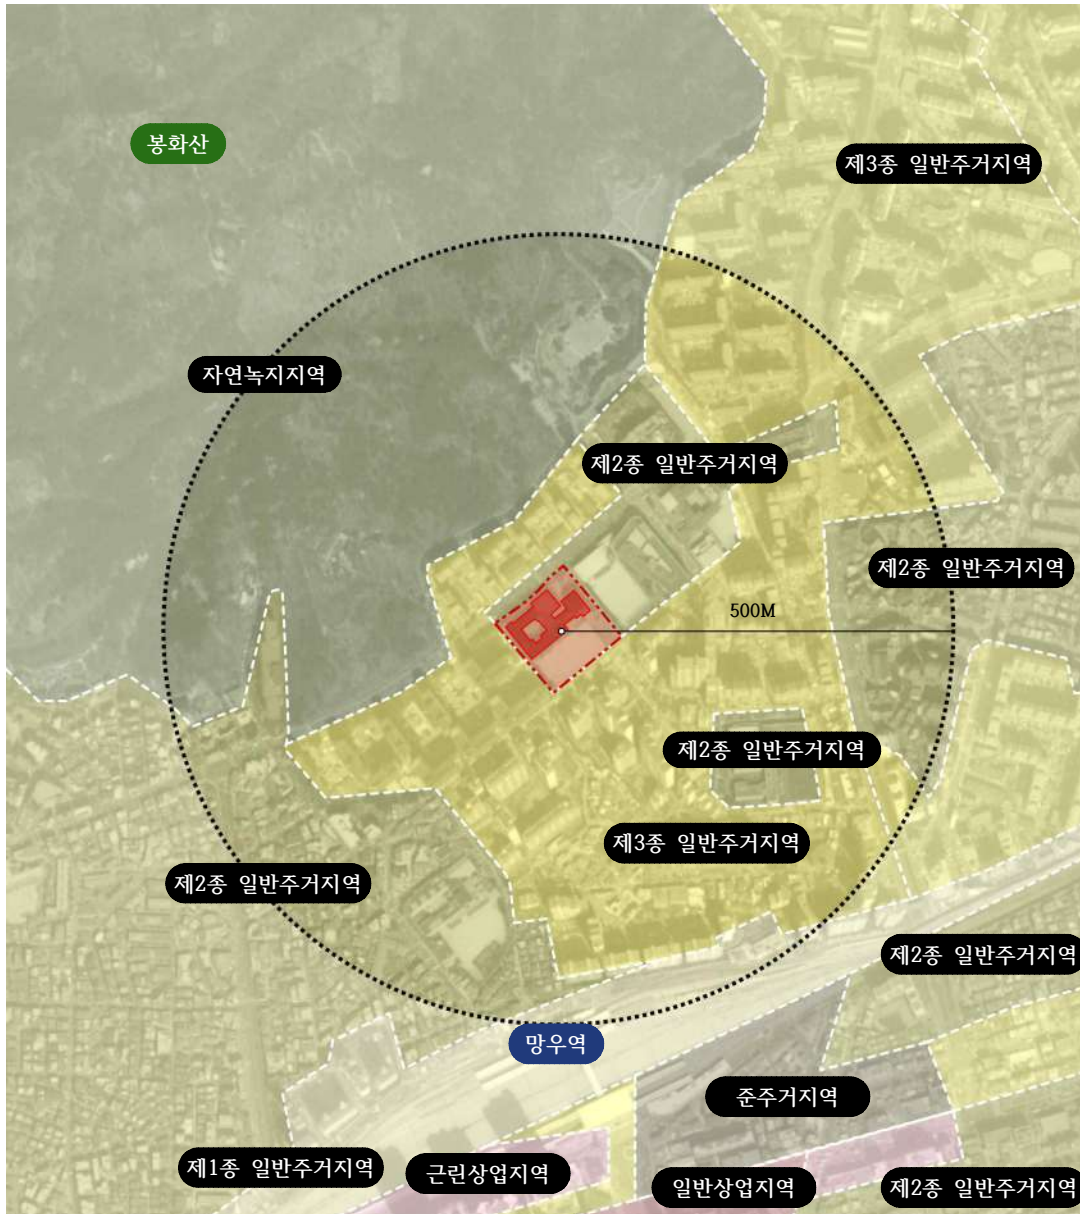 봉화산
제3종 일반주거지역
자연녹지지역
제2종 일반주거지역
제2종 일반주거지역
500M
제2종 일반주거지역
제3종 일반주거지역
제2종 일반주거지역
제2종 일반주거지역
망우역
준주거지역
제1종 일반주거지역
근린상업지역
일반상업지역
제2종 일반주거지역